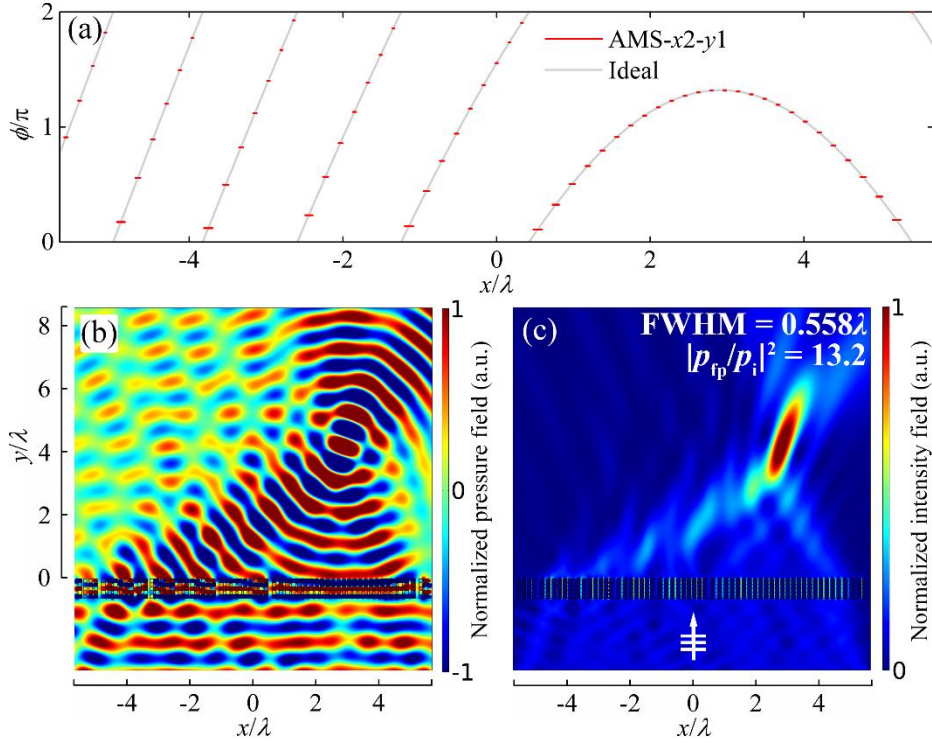 (a)
AMS-x2-y1
Ideal
ϕ/π
2
1
0
-4 -2 0 2 4
x/λ
(b)
y/λ
8
6
4
2
0
-4 -2 0 2 4
x/λ
1
0
-1
Normalized pressure field (a.u.)
(c)
FWHM = 0.558λ
|p_fp/p_i|² = 13.2
-4 -2 0 2 4
x/λ
1
0
Normalized intensity field (a.u.)